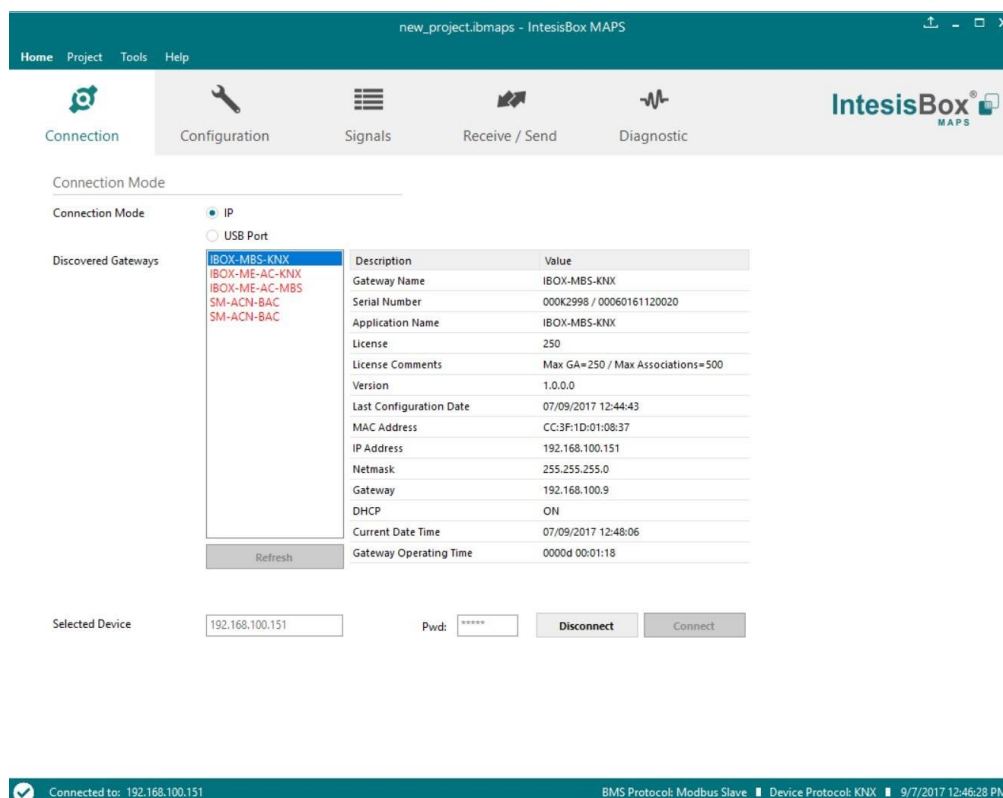 new_project.ibmaps - IntesisBox MAPS
Home Project Tools Help
Connection Configuration Signals Receive / Send Diagnostic IntesisBox® MAPS
Connection Mode
Connection Mode IP
USB Port
Discovered Gateways
IBOX-MBS-KNX
IBOX-ME-AC-KNX
IBOX-ME-AC-MBS
SM-ACN-BAC
SM-ACN-BAC
Refresh
Description Value
Gateway Name IBOX-MBS-KNX
Serial Number 000K2998 / 00060161120020
Application Name IBOX-MBS-KNX
License 250
License Comments Max GA=250 / Max Associations=500
Version 1.0.0.0
Last Configuration Date 07/09/2017 12:44:43
MAC Address CC:3F:1D:01:08:37
IP Address 192.168.100.151
Netmask 255.255.255.0
Gateway 192.168.100.9
DHCP ON
Current Date Time 07/09/2017 12:48:06
Gateway Operating Time 0000d 00:01:18
Selected Device 192.168.100.151 Pwd: ***** Disconnect Connect
Connected to: 192.168.100.151 BMS Protocol: Modbus Slave Device Protocol: KNX 9/7/2017 12:46:28 PM